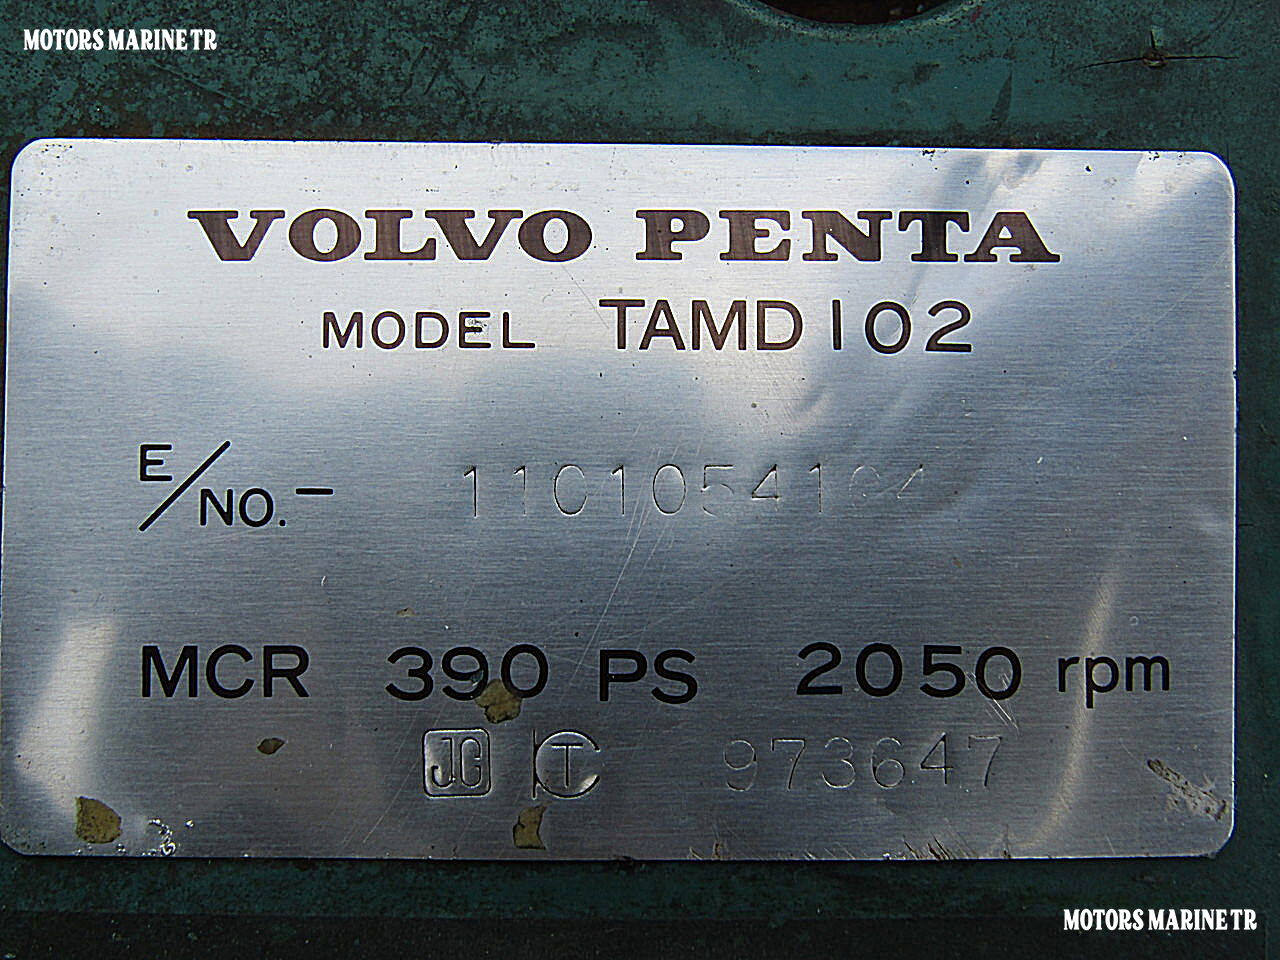 MOTORS MARINE TR
VOLVO PENTA
MODEL TAMD102
E/NO.-
MCR 390 PS 2050 rpm
JG T 973647
MOTORS MARINE TR